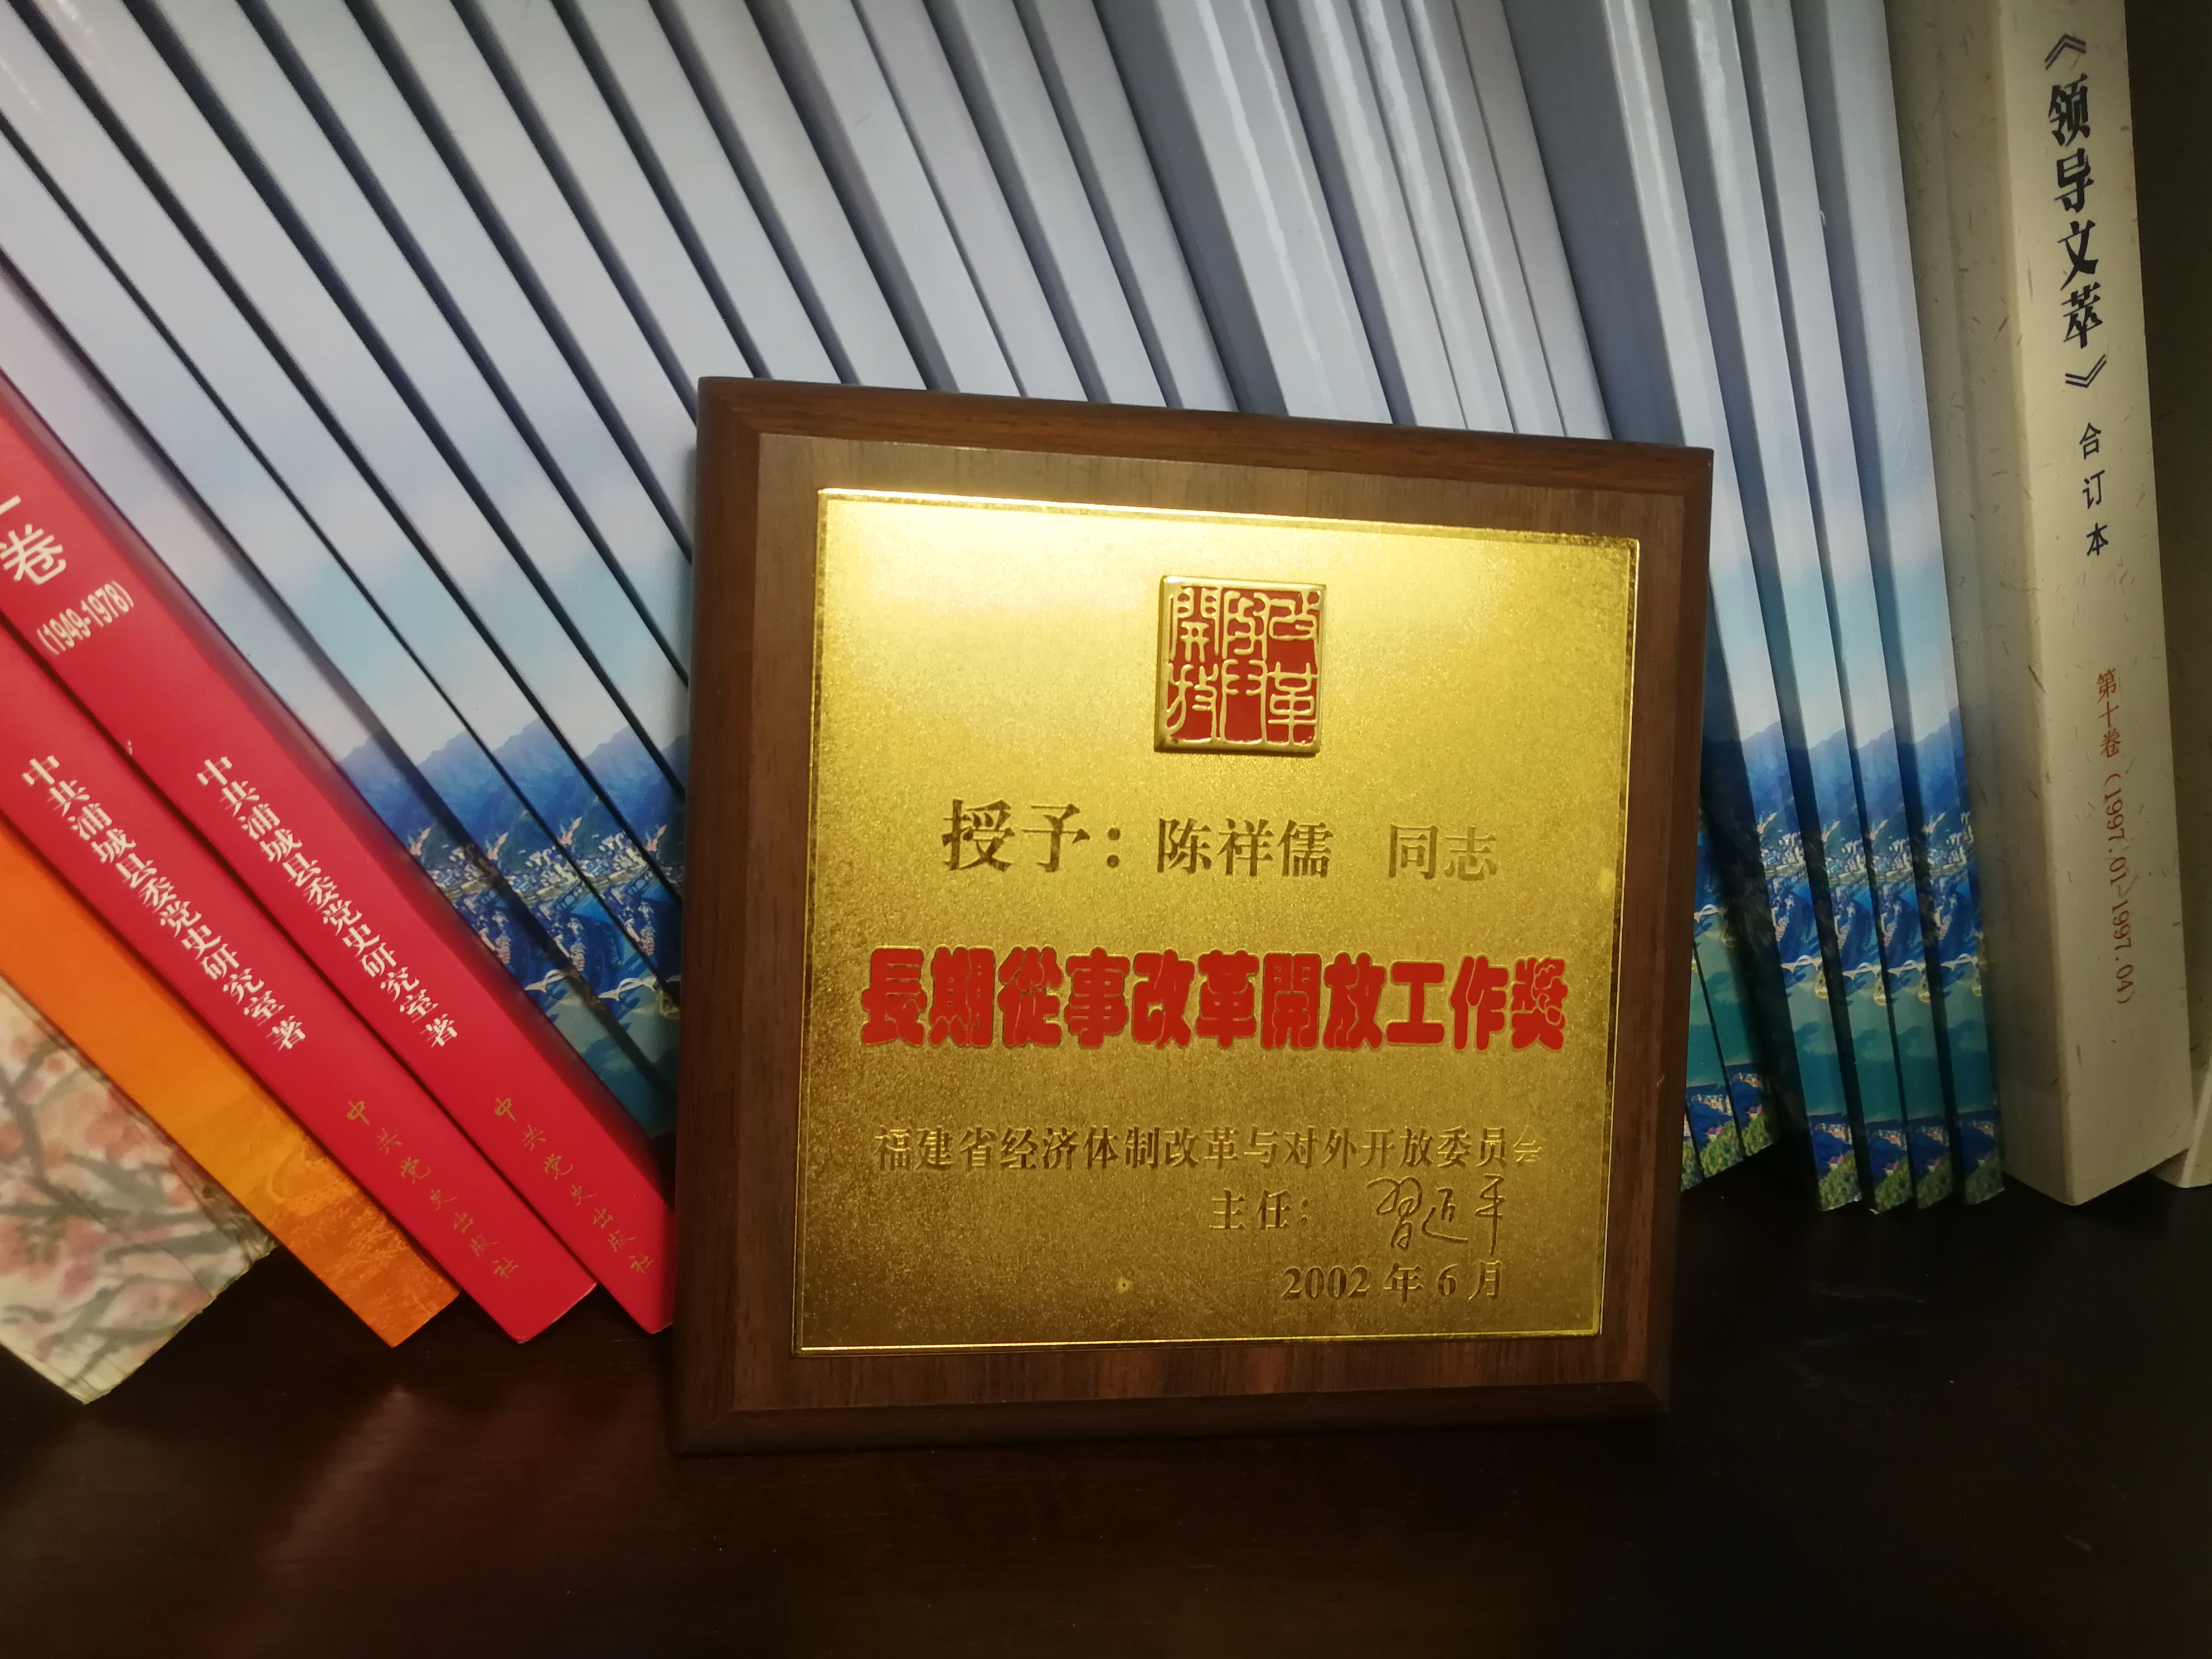 改革
開放
授予：陈祥儒 同志
長期從事改革開放工作獎
福建省经济体制改革与对外开放委员会
主任： 習近平
2002年6月
卷
(1949-1978)
中共浦城县委党史研究室著
中共党史出版社
中共浦城县委党史研究室著
中共党史出版社
《领导文萃》合订本
第十卷（1997.01-1997.04）